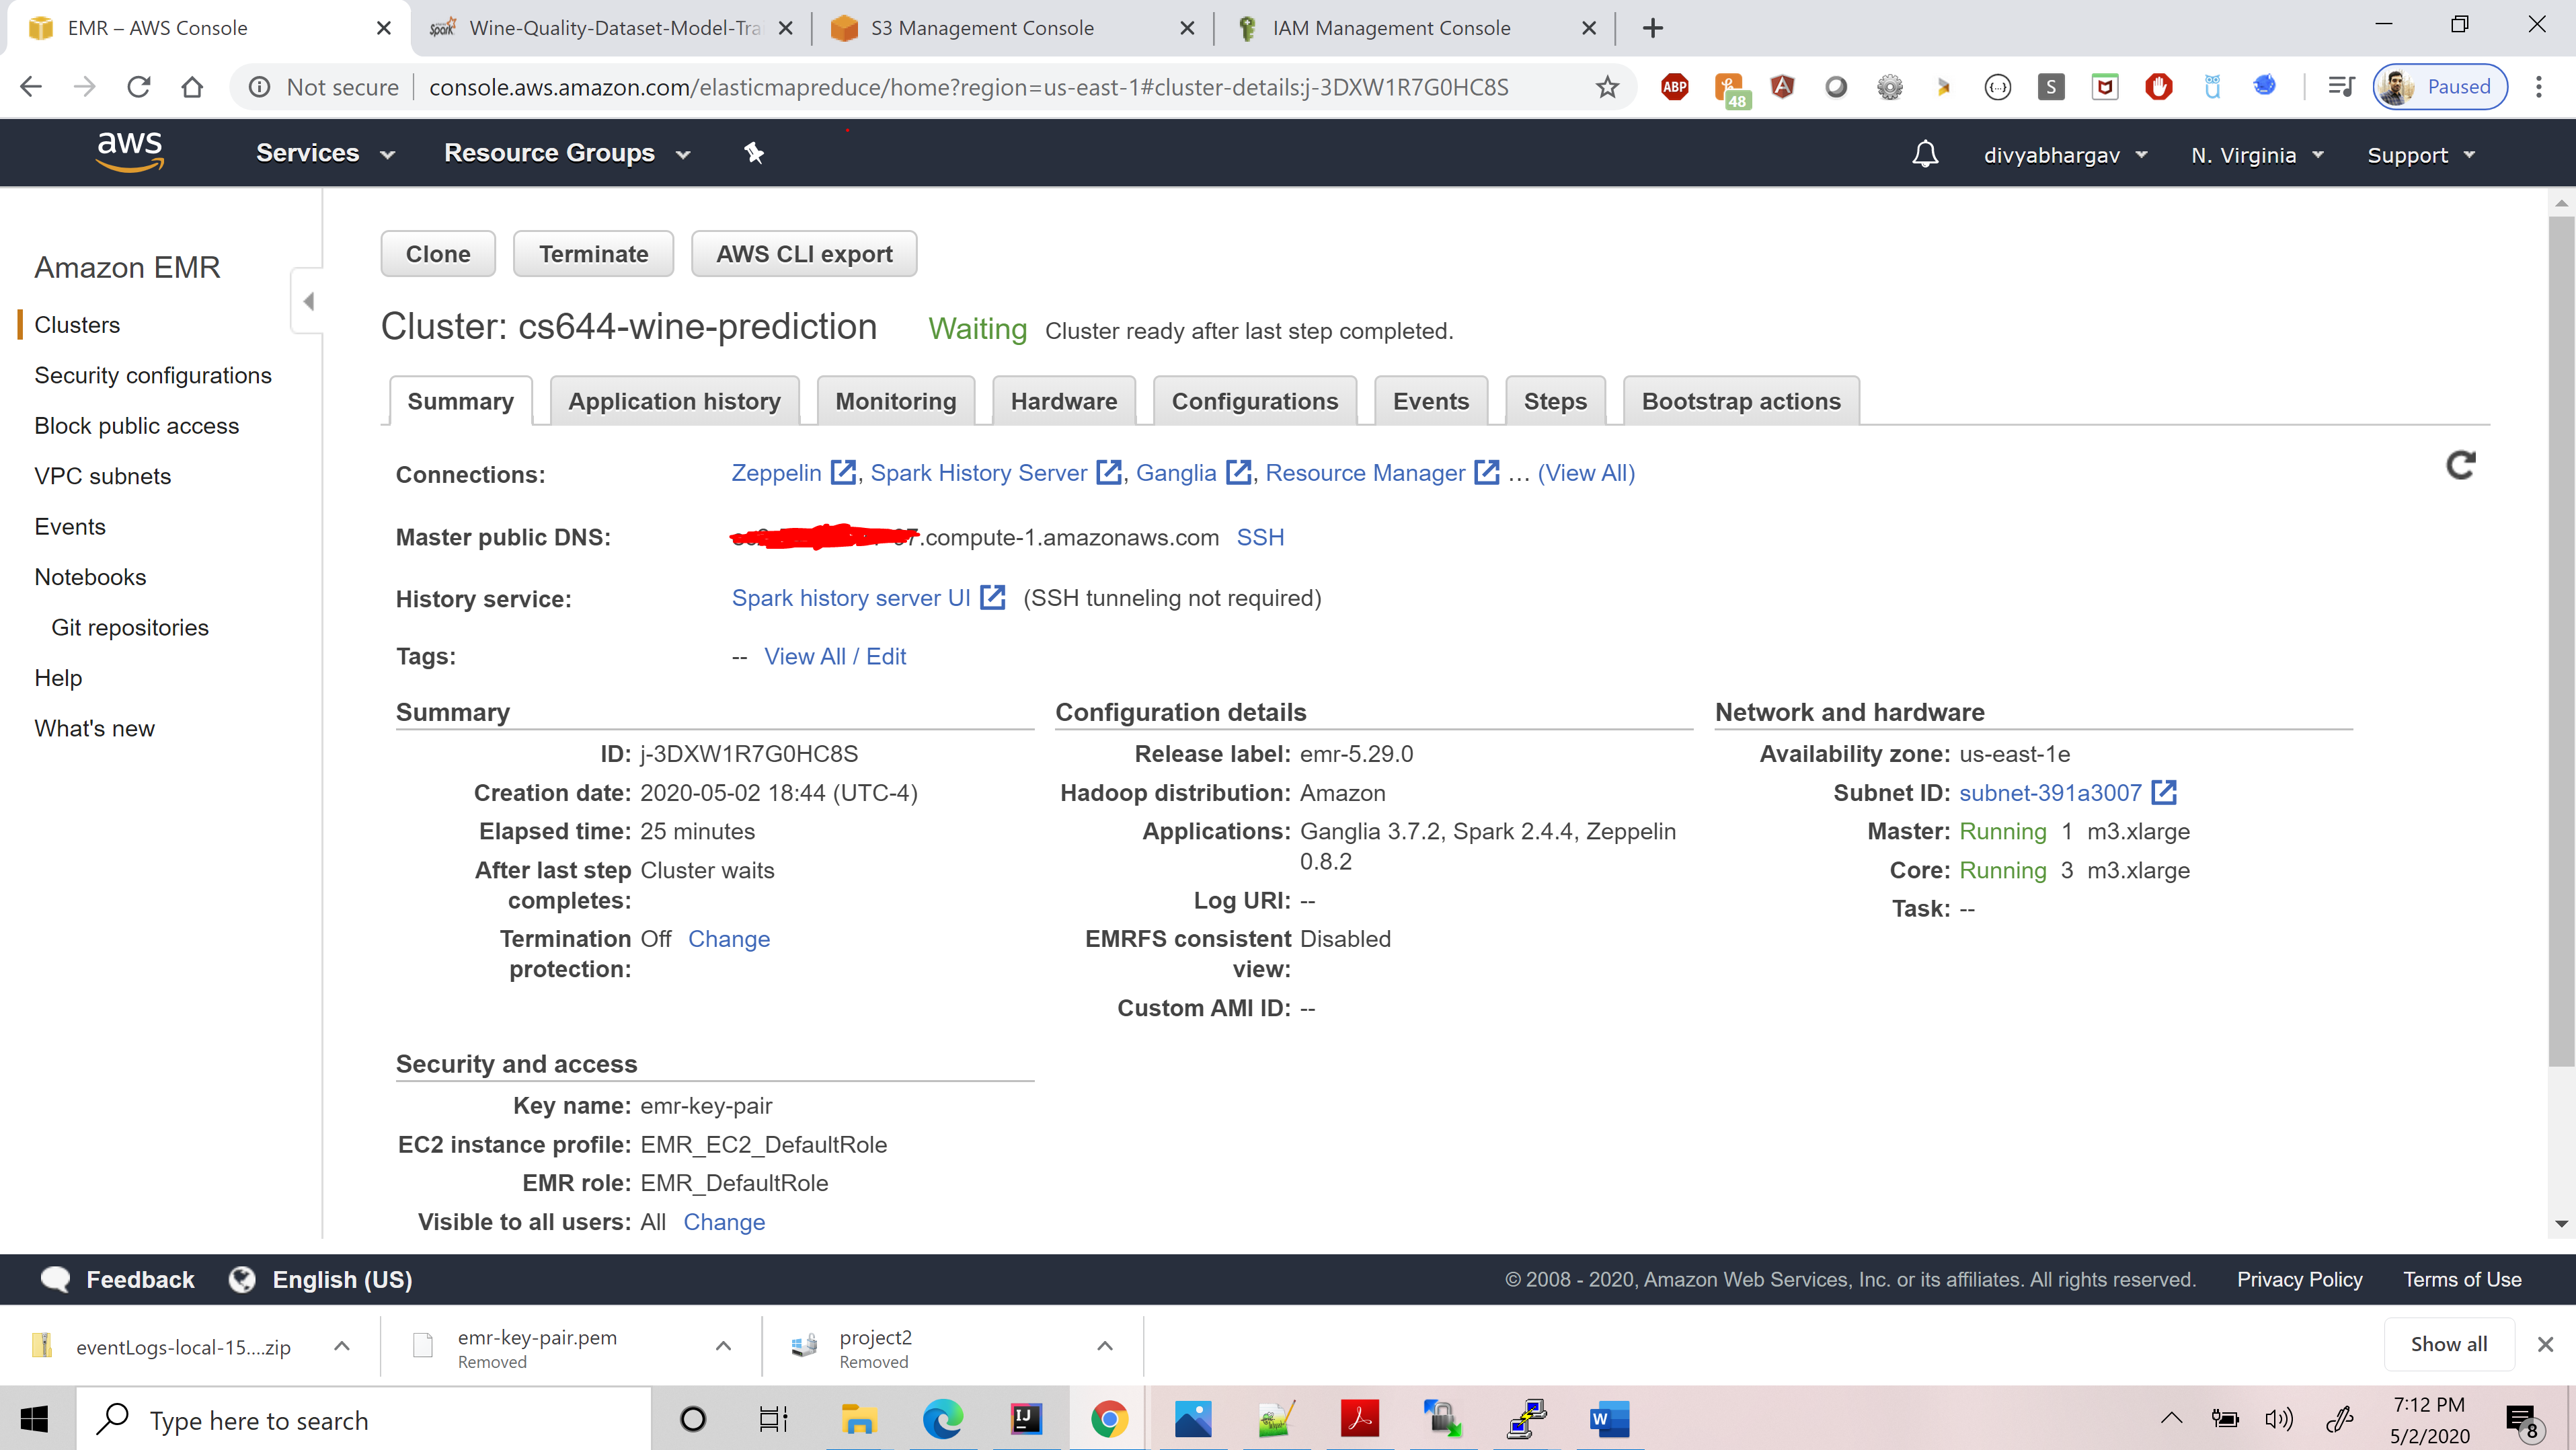 EMR – AWS Console
Wine-Quality-Dataset-Model-Tra
S3 Management Console
IAM Management Console
Not secure
console.aws.amazon.com/elasticmapreduce/home?region=us-east-1#cluster-details:j-3DXW1R7G0HC8S
ABP
48
S
Paused
aws
Services
Resource Groups
divyabhargav
N. Virginia
Support
Amazon EMR
Clusters
Security configurations
Block public access
VPC subnets
Events
Notebooks
Git repositories
Help
What's new
Clone
Terminate
AWS CLI export
Cluster: cs644-wine-prediction Waiting Cluster ready after last step completed.
Summary
Application history
Monitoring
Hardware
Configurations
Events
Steps
Bootstrap actions
Connections: Zeppelin , Spark History Server , Ganglia , Resource Manager … (View All)
Master public DNS: .compute-1.amazonaws.com SSH
History service: Spark history server UI (SSH tunneling not required)
Tags: -- View All / Edit
Summary
ID: j-3DXW1R7G0HC8S
Creation date: 2020-05-02 18:44 (UTC-4)
Elapsed time: 25 minutes
After last step completes: Cluster waits
Termination protection: Off Change
Configuration details
Release label: emr-5.29.0
Hadoop distribution: Amazon
Applications: Ganglia 3.7.2, Spark 2.4.4, Zeppelin
0.8.2
Log URI: --
EMRFS consistent view: Disabled
Custom AMI ID: --
Network and hardware
Availability zone: us-east-1e
Subnet ID: subnet-391a3007
Master: Running 1 m3.xlarge
Core: Running 3 m3.xlarge
Task: --
Security and access
Key name: emr-key-pair
EC2 instance profile: EMR_EC2_DefaultRole
EMR role: EMR_DefaultRole
Visible to all users: All Change
Feedback
English (US)
© 2008 - 2020, Amazon Web Services, Inc. or its affiliates. All rights reserved.
Privacy Policy
Terms of Use
eventLogs-local-15....zip
emr-key-pair.pem
Removed
project2
Removed
Show all
Type here to search
IJ
W
7:12 PM
5/2/2020
8